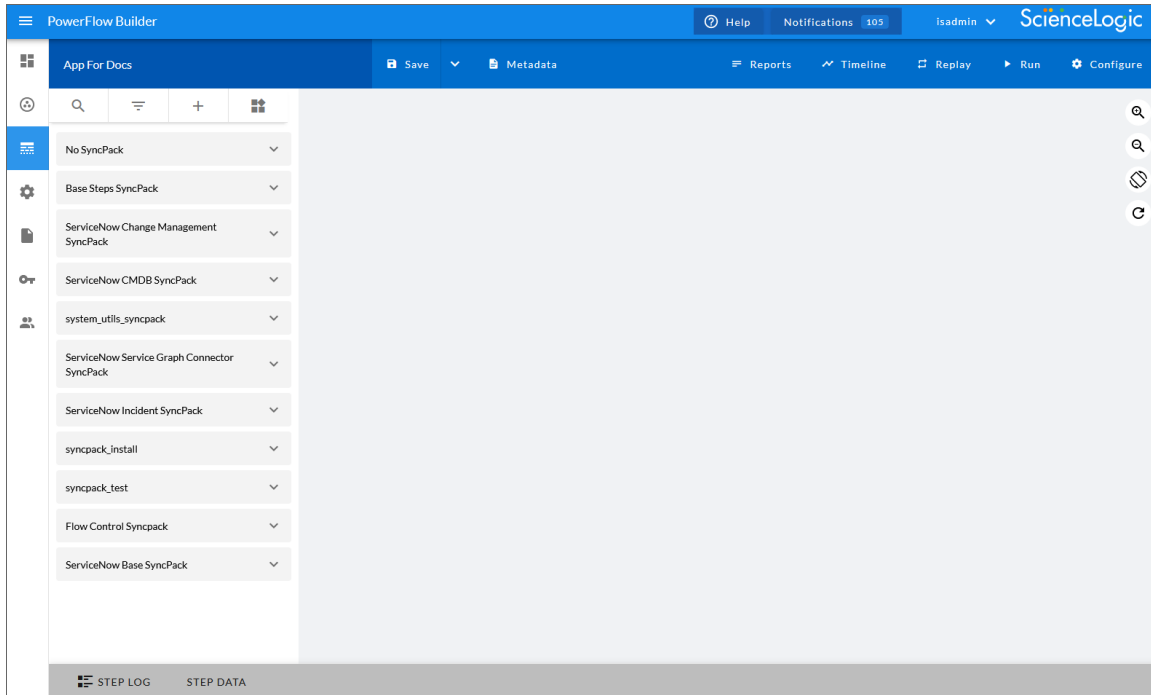 PowerFlow Builder
Help
Notifications 105
isadmin
ScienceLogic
App For Docs
Save
Metadata
Reports
Timeline
Replay
Run
Configure
No SyncPack
Base Steps SyncPack
ServiceNow Change Management
SyncPack
ServiceNow CMDB SyncPack
system_utils_syncpack
ServiceNow Service Graph Connector
SyncPack
ServiceNow Incident SyncPack
syncpack_install
syncpack_test
Flow Control Syncpack
ServiceNow Base SyncPack
STEP LOG
STEP DATA